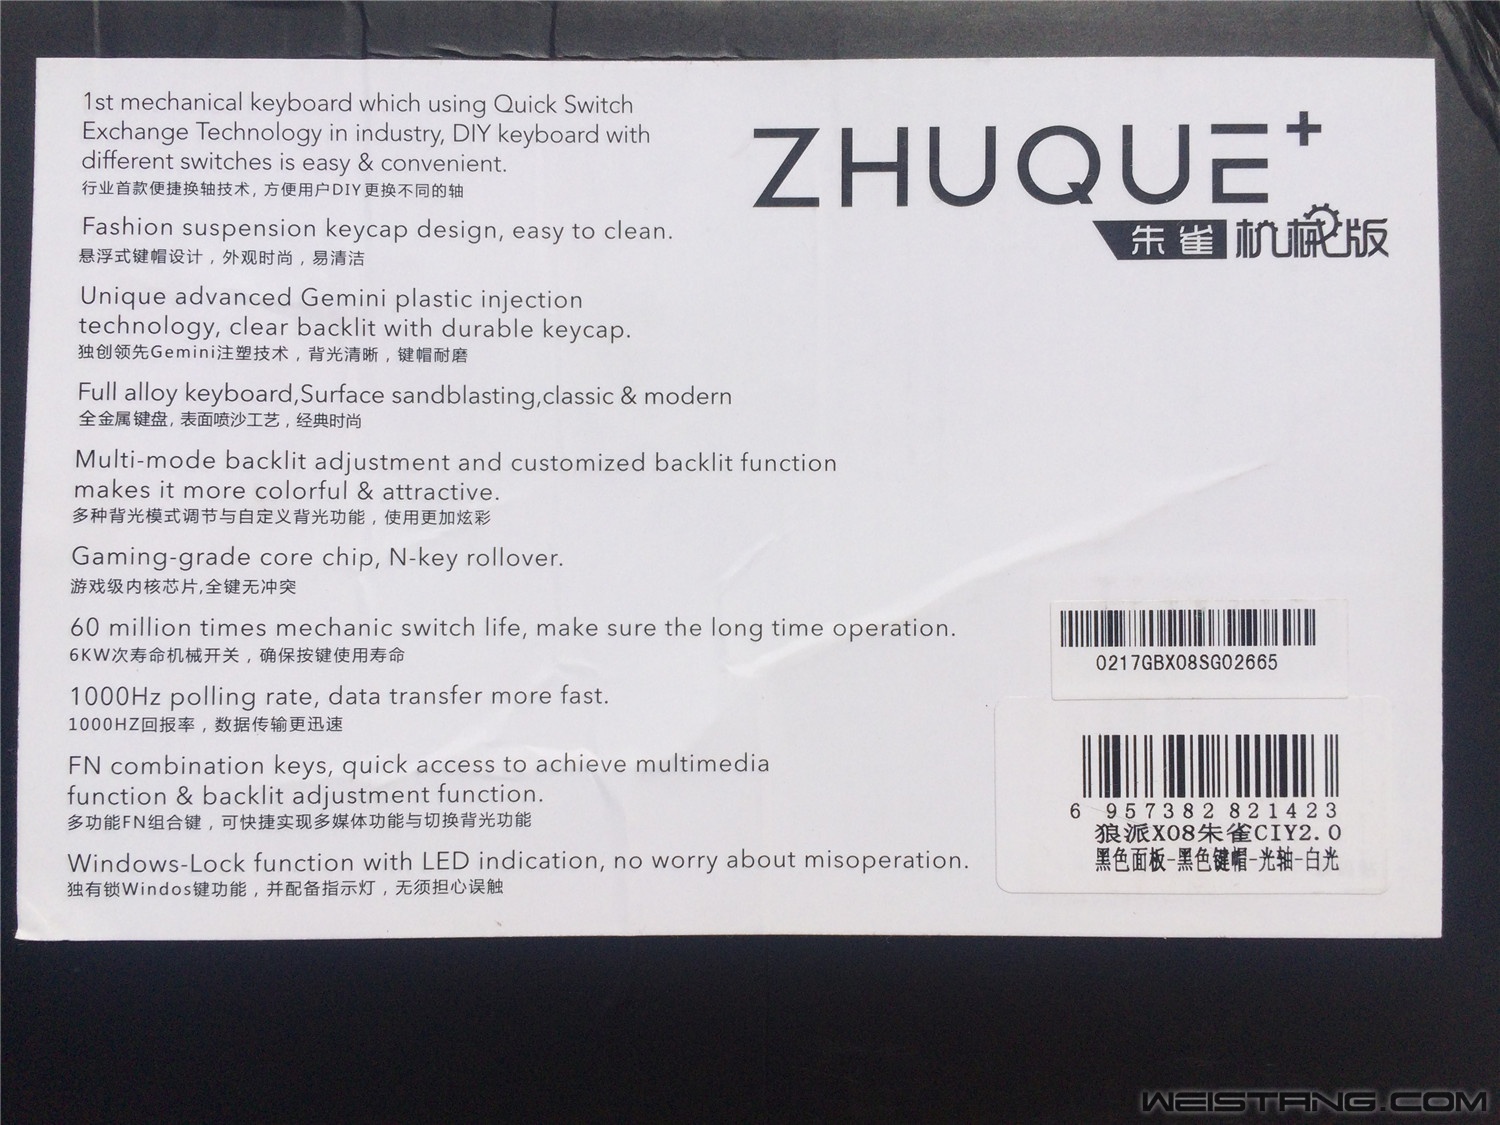 1st mechanical keyboard which using Quick Switch
Exchange Technology in industry, DIY keyboard with
different switches is easy & convenient.
行业首款便捷换轴技术, 方便用户DIY更换不同的轴
Fashion suspension keycap design, easy to clean.
悬浮式键帽设计，外观时尚，易清洁
Unique advanced Gemini plastic injection
technology, clear backlit with durable keycap.
独创领先Gemini注塑技术，背光清晰，键帽耐磨
Full alloy keyboard,Surface sandblasting,classic & modern
全金属键盘, 表面喷沙工艺，经典时尚
Multi-mode backlit adjustment and customized backlit function
makes it more colorful & attractive.
多种背光模式调节与自定义背光功能，使用更加炫彩
Gaming-grade core chip, N-key rollover.
游戏级内核芯片,全键无冲突
60 million times mechanic switch life, make sure the long time operation.
6KW次寿命机械开关，确保按键使用寿命
1000Hz polling rate, data transfer more fast.
1000HZ回报率，数据传输更迅速
FN combination keys, quick access to achieve multimedia
function & backlit adjustment function.
多功能FN组合键，可快捷实现多媒体功能与切换背光功能
Windows-Lock function with LED indication, no worry about misoperation.
独有锁Windos键功能，并配备指示灯，无须担心误触
ZHUQUE+
朱雀机械版
0217GBX08SG02665
6 957382 821423
狼派X08朱雀CIY2.0
黑色面板-黑色键帽-光轴-白光
WEISTANG.COM